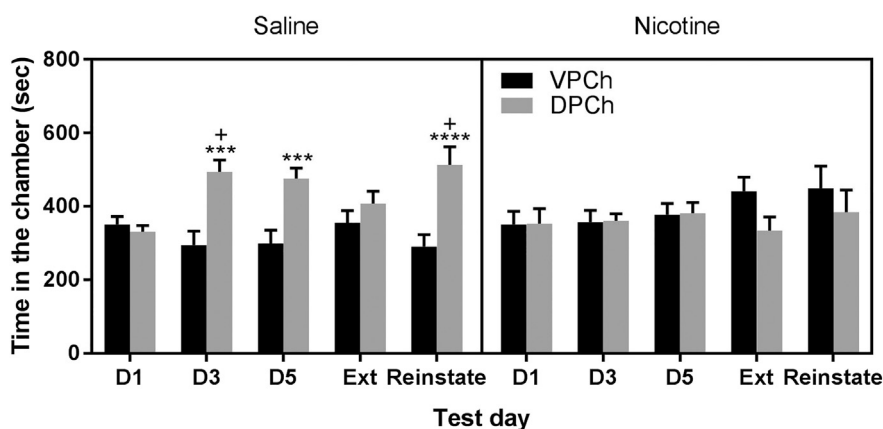 Saline Nicotine
Time in the chamber (sec)
800
600
400
200
0
VPCh
DPCh
+
***
***
+
****
D1 D3 D5 Ext Reinstate D1 D3 D5 Ext Reinstate
Test day